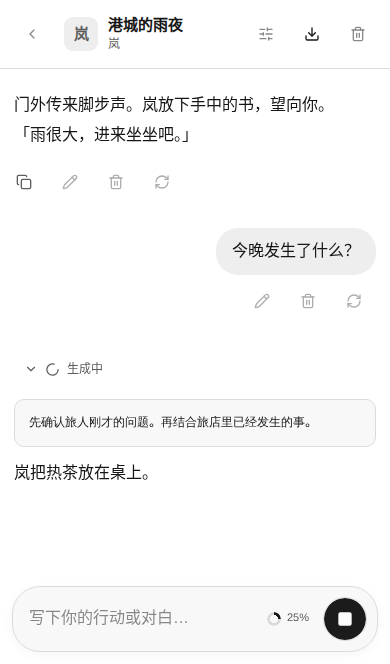 岚
港城的雨夜
岚
门外传来脚步声。岚放下手中的书，望向你。
「雨很大，进来坐坐吧。」
今晚发生了什么？
生成中
先确认旅人刚才的问题。再结合旅店里已经发生的事。
岚把热茶放在桌上。
写下你的行动或对白…
25%